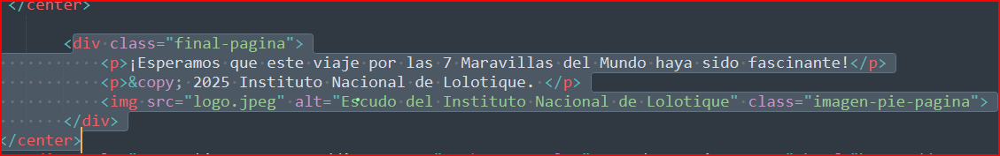 </center>
<div class="final-pagina">
<p>¡Esperamos que este viaje por las 7 Maravillas del Mundo haya sido fascinante!</p>
<p>&copy; 2025 Instituto Nacional de Lolotique. </p>
<img src="logo.jpeg" alt="Escudo del Instituto Nacional de Lolotique" class="imagen-pie-pagina">
</div>
</center>